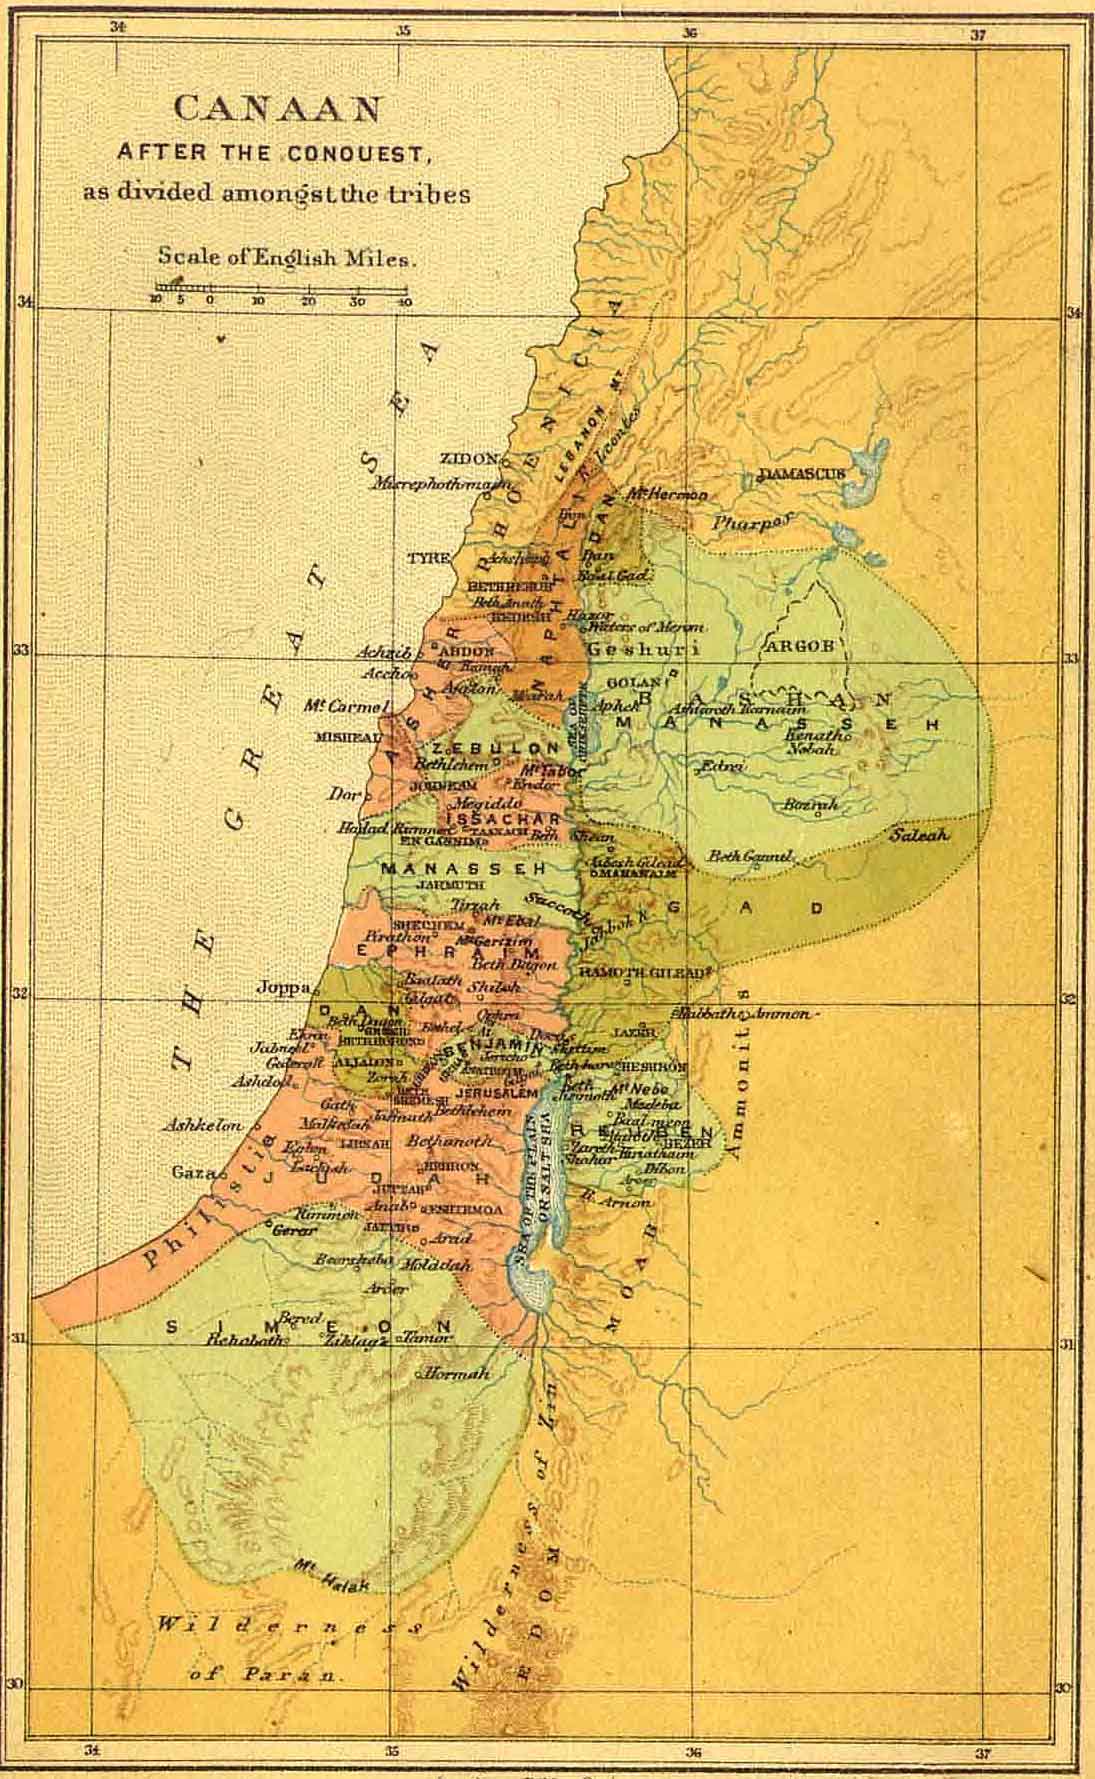 34
35
36
37
CANAAN
AFTER THE CONQUEST,
as divided amongst the tribes
Scale of English Miles.
10 5 0 10 20 30 40
34
34
THE GREAT SEA
PHOENICIA
LEBANON MT
R. Leontes
ZIDON
Misrephothmaim
DAMASCUS
Mt Hermon
Pharpar
Ijon
DAN
NAPHTALI
TYRE
Achshaph
Dan
Baal Gad
BETHREHOB
Beth Anath
KEDESH
Hazor
Waters of Merom
33
33
Achzib
ABDON
Geshuri
ARGOB
Accho
Ramah
ASHER
GOLAN
BASHAN
Aphek
Ashtaroth Karnaim
Mt Carmel
MANASSEH
MISHEAL
Kenath
Nobah
SEA OF
ZEBULON
Bethlehem
Mt Tabor
Edrei
JOKNEAM
Endor
Dor
Megiddo
Bozrah
ISSACHAR
Hadad Rimmon
TAANACH
Beth Shean
Saleah
EN GANNIM
Jabesh Gilead
Beth Gamul
MANASSEH
MAHANAIM
JARMUTH
Tirzah
Succoth
GAD
SHECHEM
Mt Ebal
Jabbok R.
Pirathon
Mt Gerizim
EPHRAIM
Beth Dagon
RAMOTH GILEAD
Baalath
Shiloh
Joppa
Gilgal
32
32
DAN
Ophra
Rabbath Ammon
Beth Dagon
Bethel
Ai
Ekron
JAZER
BETHHORONS
BENJAMIN
Shittim
Jabneel
Jericho
Ammonites
AIJALON
HESHBON
Ashdod
Zorah
Gilgal
Beth Jesimoth
Mt Nebo
BETH SHEMESH
JERUSALEM
Medeba
Gath
Bethlehem
Baal meon
Ashkelon
Jarmuth
REUBEN
Makkedah
BEZER
Eglon
LIBNAH
Bethanoth
Zareth Shahar
Kiriathaim
Gaza
Lachish
HEBRON
Dibon
JUDAH
Aroer
JUTTAH
R. Arnon
Philistia
Anab
ESHTEMOA
SEA OF THE PLAIN
OR SALT SEA
Rimmon
Gerar
JATTIR
Arad
MOAB
Beersheba
Moladah
Aroer
Bered
SIMEON
Rehoboth
Ziklag
Tamar
31
31
Hormah
Wilderness of Zin
EDOM
Mt Halak
Wilderness
of Paran.
30
30
34
35
36
37